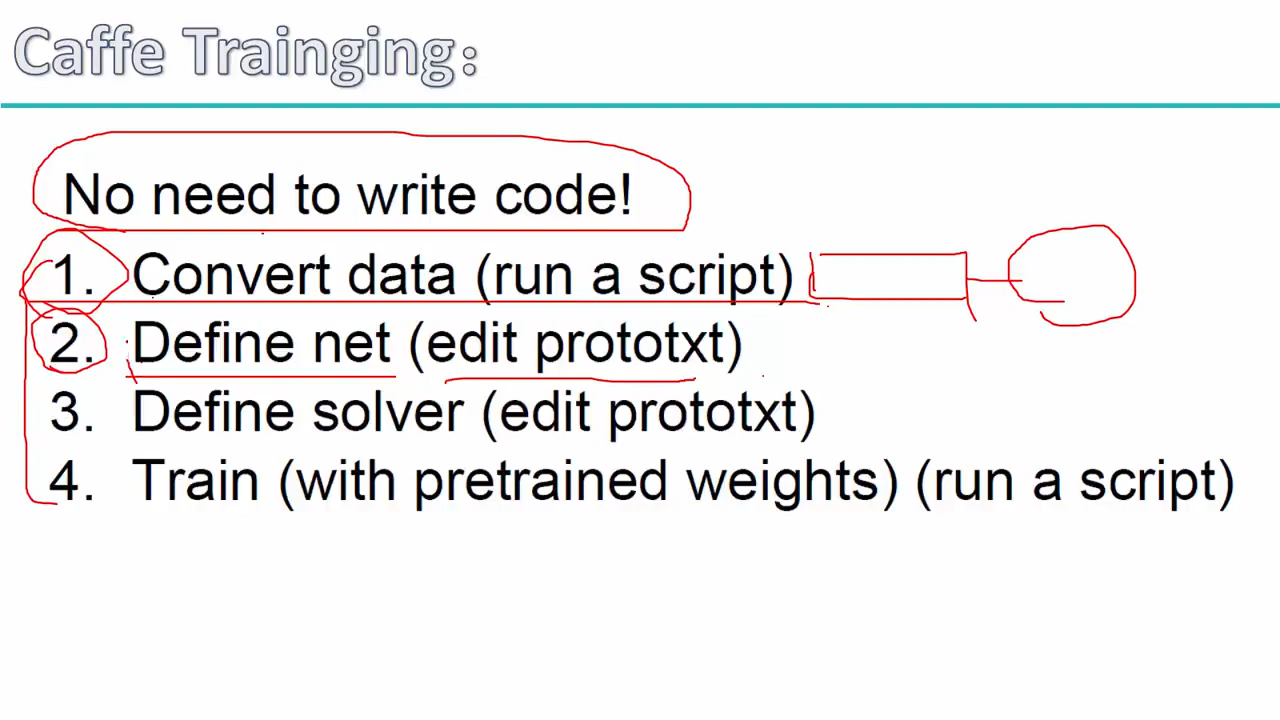 Caffe Trainging:
No need to write code!
1. Convert data (run a script)
2. Define net (edit prototxt)
3. Define solver (edit prototxt)
4. Train (with pretrained weights) (run a script)